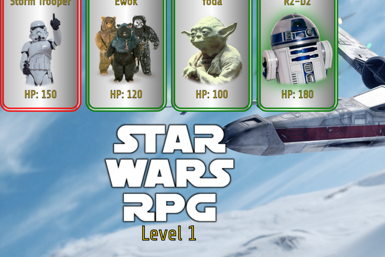 Storm Trooper
Ewok
Yoda
R2-D2
HP: 150
HP: 120
HP: 100
HP: 180
STAR
WARS
RPG
Level 1